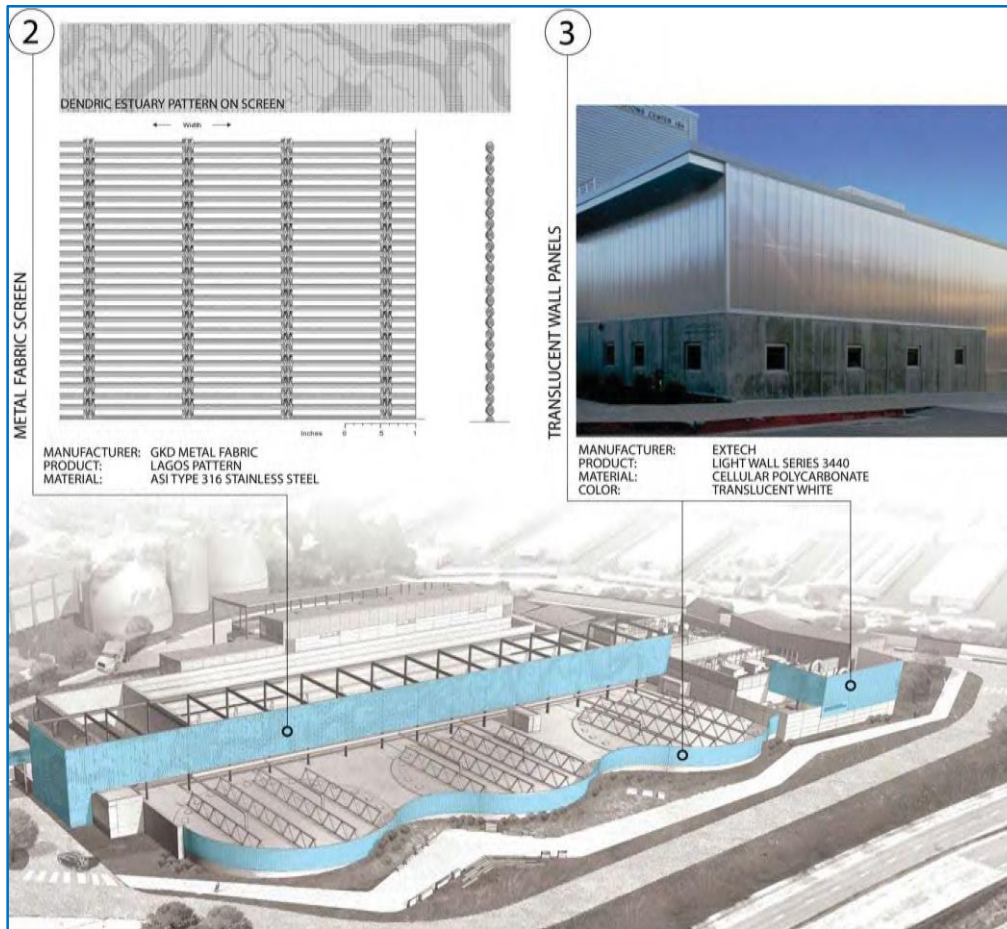 2
DENDRIC ESTUARY PATTERN ON SCREEN
Width
METAL FABRIC SCREEN
Inches 0 .5 1
MANUFACTURER: GKD METAL FABRIC
PRODUCT: LAGOS PATTERN
MATERIAL: ASI TYPE 316 STAINLESS STEEL
3
TRANSLUCENT WALL PANELS
MANUFACTURER: EXTECH
PRODUCT: LIGHT WALL SERIES 3440
MATERIAL: CELLULAR POLYCARBONATE
COLOR: TRANSLUCENT WHITE